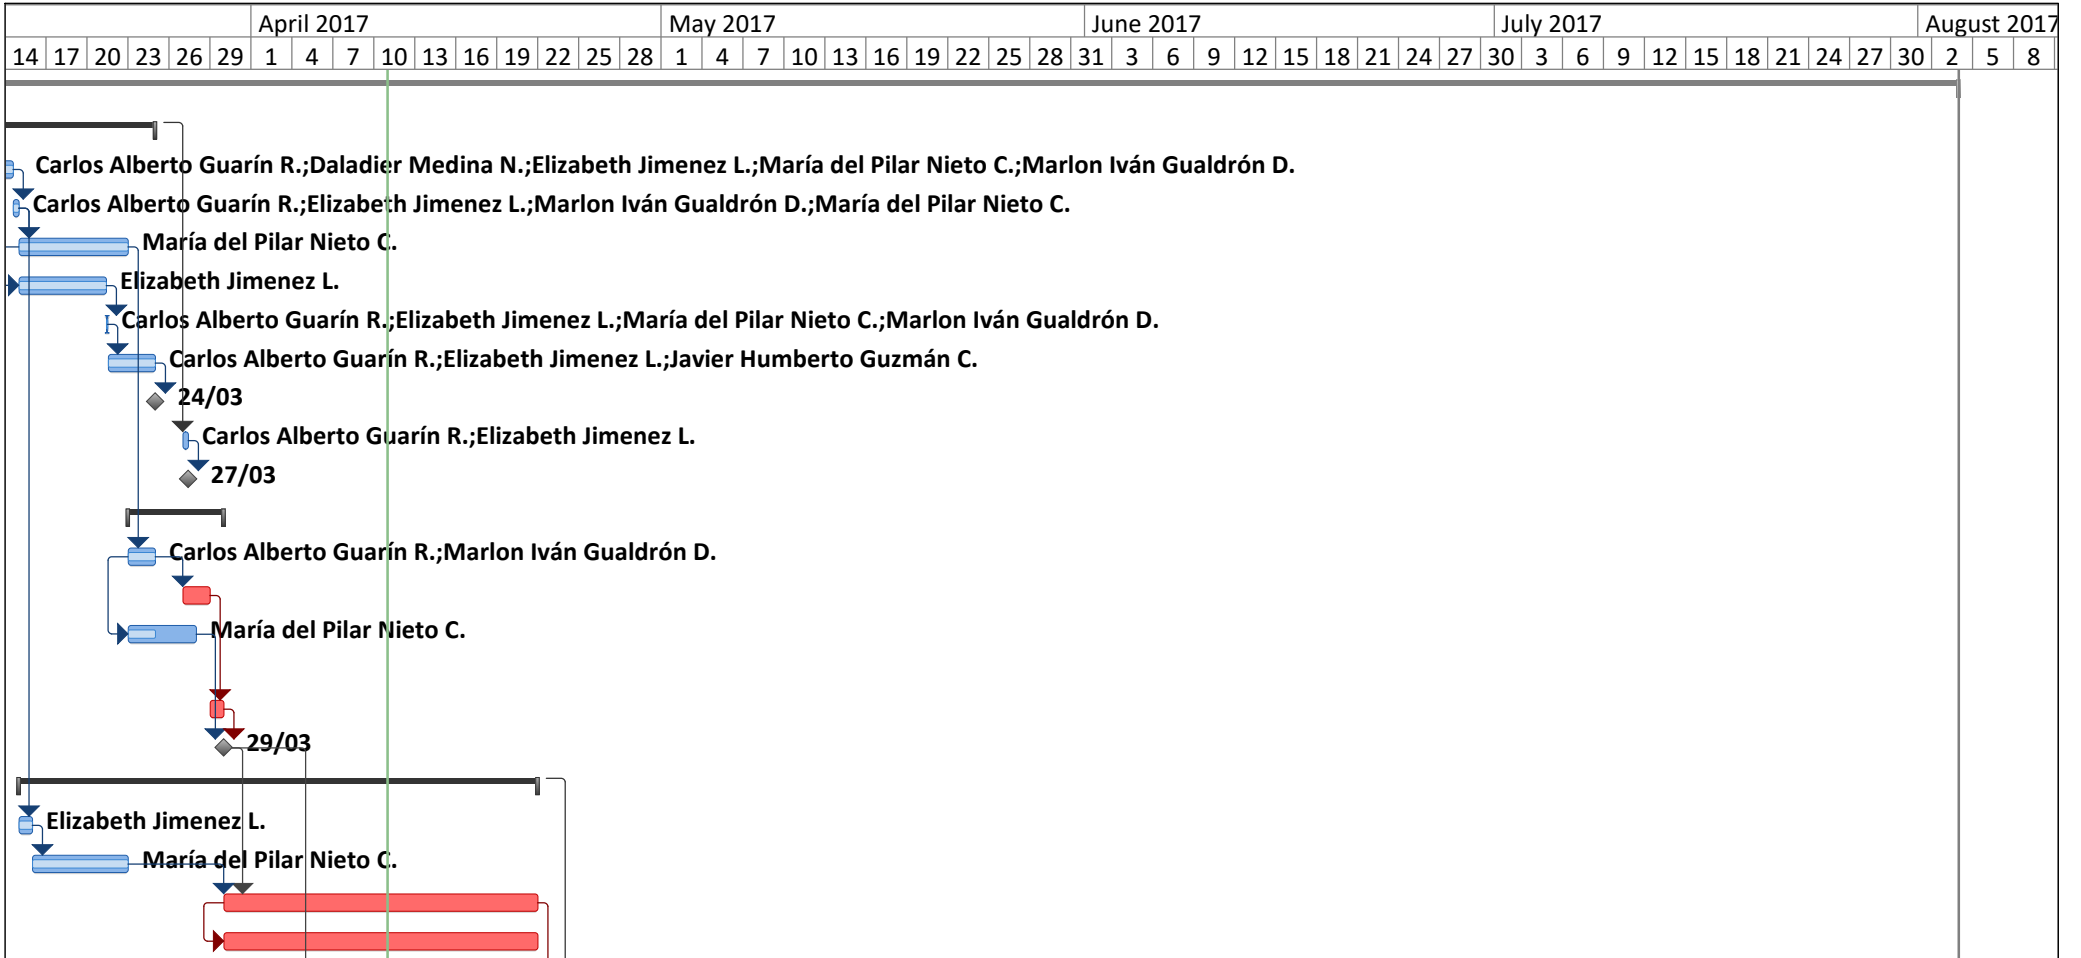 April 2017 May 2017 June 2017 July 2017 August 2017
14 17 20 23 26 29 1 4 7 10 13 16 19 22 25 28 1 4 7 10 13 16 19 22 25 28 31 3 6 9 12 15 18 21 24 27 30 3 6 9 12 15 18 21 24 27 30 2 5 8
Carlos Alberto Guarín R.;Daladier Medina N.;Elizabeth Jimenez L.;María del Pilar Nieto C.;Marlon Iván Gualdrón D.
Carlos Alberto Guarín R.;Elizabeth Jimenez L.;Marlon Iván Gualdrón D.;María del Pilar Nieto C.
María del Pilar Nieto C.
Elizabeth Jimenez L.
Carlos Alberto Guarín R.;Elizabeth Jimenez L.;María del Pilar Nieto C.;Marlon Iván Gualdrón D.
Carlos Alberto Guarín R.;Elizabeth Jimenez L.;Javier Humberto Guzmán C.
24/03
Carlos Alberto Guarín R.;Elizabeth Jimenez L.
27/03
Carlos Alberto Guarín R.;Marlon Iván Gualdrón D.
María del Pilar Nieto C.
29/03
Elizabeth Jimenez L.
María del Pilar Nieto C.